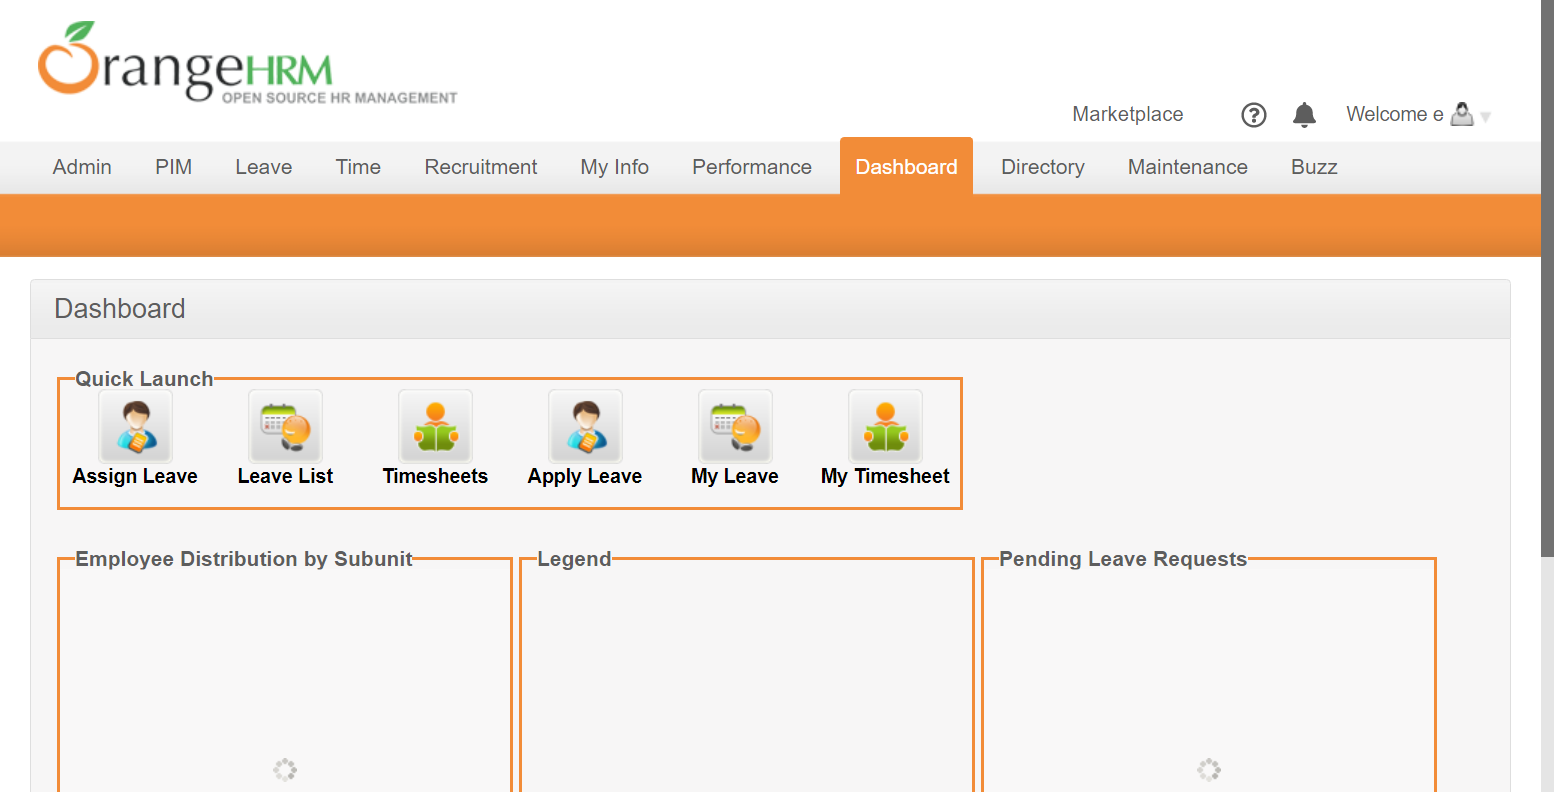 OrangeHRM
OPEN SOURCE HR MANAGEMENT
Marketplace ? Welcome e
Admin PIM Leave Time Recruitment My Info Performance Dashboard Directory Maintenance Buzz
Dashboard
Quick Launch
Assign Leave Leave List Timesheets Apply Leave My Leave My Timesheet
Employee Distribution by Subunit Legend Pending Leave Requests